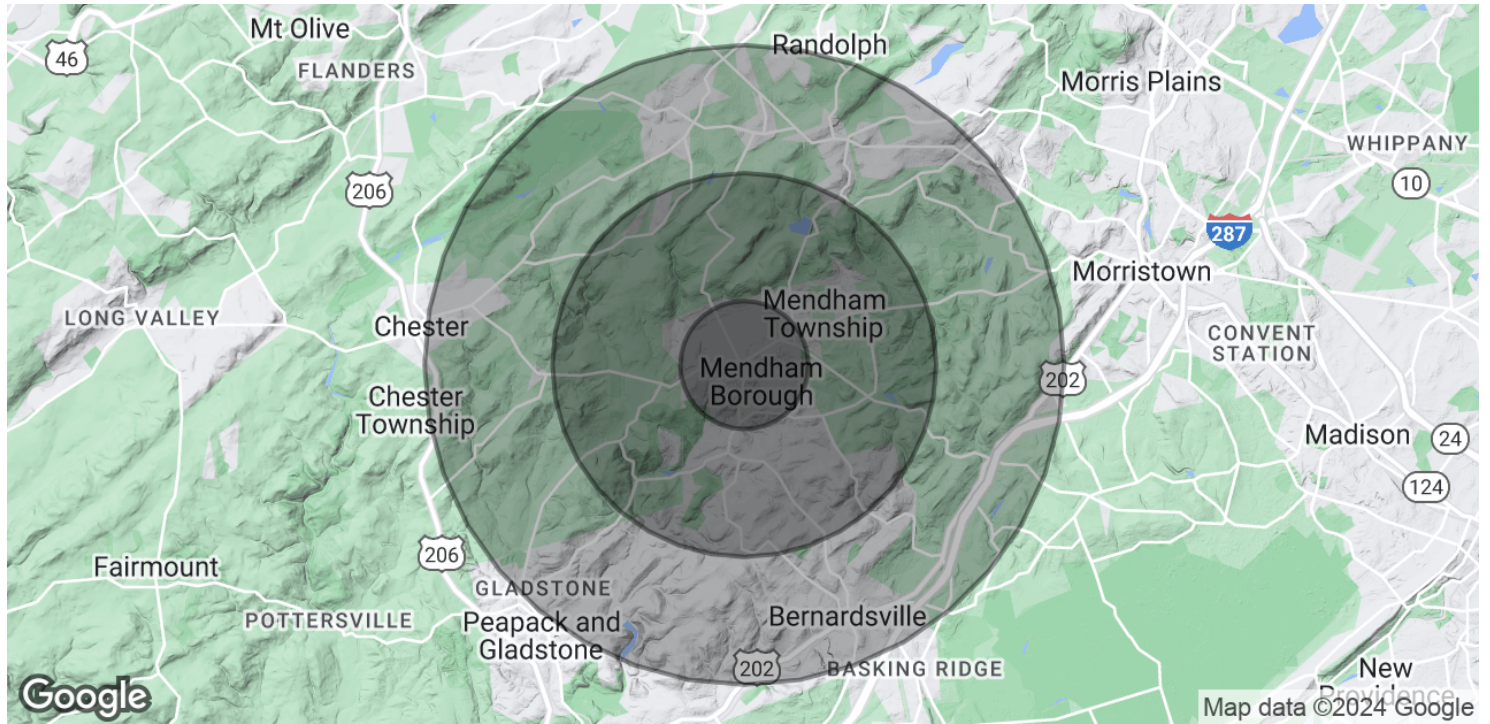 Mt Olive
Randolph
46
FLANDERS
Morris Plains
WHIPPANY
10
206
287
Morristown
Mendham
Township
LONG VALLEY
Chester
CONVENT
STATION
Mendham
Borough
202
Chester
Township
Madison
24
124
206
Fairmount
GLADSTONE
POTTERSVILLE
Peapack and
Gladstone
Bernardsville
202
BASKING RIDGE
New
Providence
Google
Map data ©2024 Google